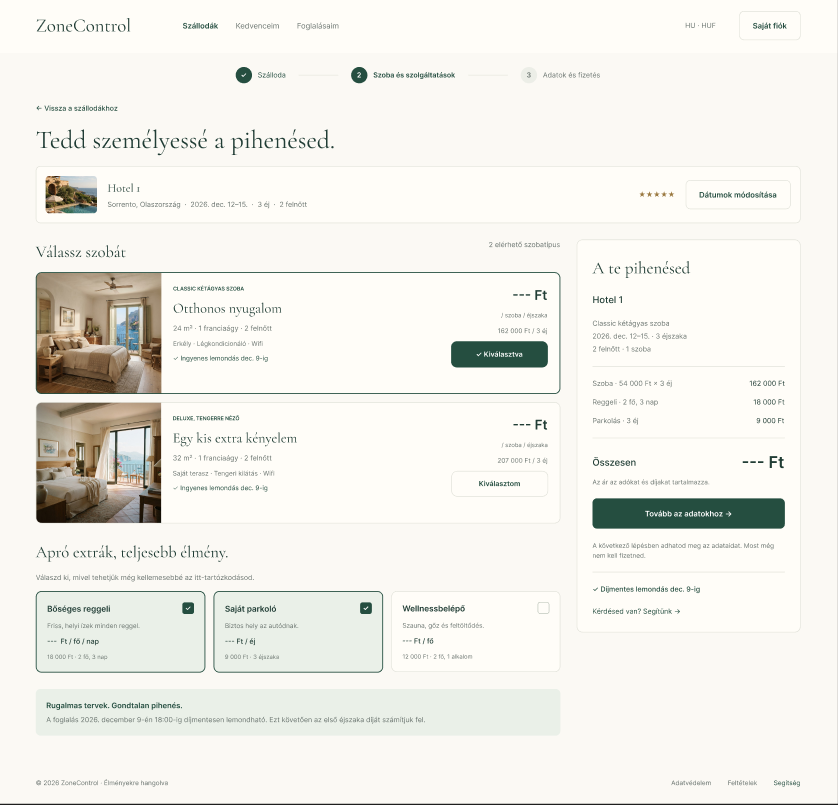 ZoneControl
Szállodák
Kedvenceim
Foglalásaim
HU · HUF
Saját fiók
✓ Szálloda
2 Szoba és szolgáltatások
3 Adatok és fizetés
← Vissza a szállodákhoz
Tedd személyessé a pihenésed.
Hotel 1
Sorrento, Olaszország · 2026. dec. 12–15. · 3 éj · 2 felnőtt
★★★★★
Dátumok módosítása
Válassz szobát
2 elérhető szobatípus
CLASSIC KÉTÁGYAS SZOBA
Otthonos nyugalom
24 m² · 1 franciaágy · 2 felnőtt
Erkély · Légkondicionáló · Wifi
✓ Ingyenes lemondás dec. 9-ig
--- Ft
/ szoba / éjszaka
162 000 Ft / 3 éj
✓ Kiválasztva
DELUXE, TENGERRE NÉZŐ
Egy kis extra kényelem
32 m² · 1 franciaágy · 2 felnőtt
Saját terasz · Tengeri kilátás · Wifi
✓ Ingyenes lemondás dec. 9-ig
--- Ft
/ szoba / éjszaka
207 000 Ft / 3 éj
Kiválasztom
Apró extrák, teljesebb élmény.
Válaszd ki, mivel tehetjük még kellemesebbé az itt-tartózkodásod.
Bőséges reggeli
Friss, helyi ízek minden reggel.
--- Ft / fő / nap
18 000 Ft · 2 fő, 3 nap
Saját parkoló
Biztos hely az autódnak.
--- Ft / éj
9 000 Ft · 3 éjszaka
Wellnessbelépő
Szauna, gőz és feltöltődés.
--- Ft / fő
12 000 Ft · 2 fő, 1 alkalom
Rugalmas tervek. Gondtalan pihenés.
A foglalás 2026. december 9-én 18:00-ig díjmentesen lemondható. Ezt követően az első éjszaka díját számítjuk fel.
A te pihenésed
Hotel 1
Classic kétágyas szoba
2026. dec. 12–15. · 3 éjszaka
2 felnőtt · 1 szoba
Szoba · 54 000 Ft × 3 éj 162 000 Ft
Reggeli · 2 fő, 3 nap 18 000 Ft
Parkolás · 3 éj 9 000 Ft
Összesen --- Ft
Az ár az adókat és díjakat tartalmazza.
Tovább az adatokhoz →
A következő lépésben adhatod meg az adataidat. Most még
nem kell fizetned.
✓ Díjmentes lemondás dec. 9-ig
Kérdésed van? Segítünk →
© 2026 ZoneControl · Élményekre hangolva
Adatvédelem
Feltételek
Segítség